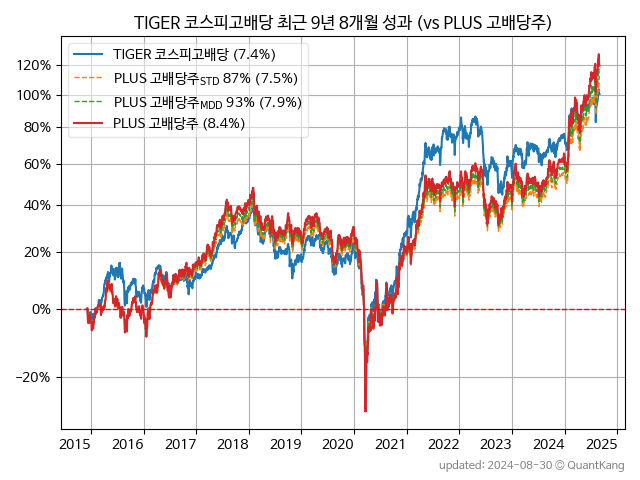 TIGER 코스피고배당 최근 9년 8개월 성과 (vs PLUS 고배당주)
TIGER 코스피고배당 (7.4%)
PLUS 고배당주STD 87% (7.5%)
PLUS 고배당주MDD 93% (7.9%)
PLUS 고배당주 (8.4%)
120%
100%
80%
60%
40%
20%
0%
−20%
2015 2016 2017 2018 2019 2020 2021 2022 2023 2024 2025
updated: 2024-08-30 © QuantKang